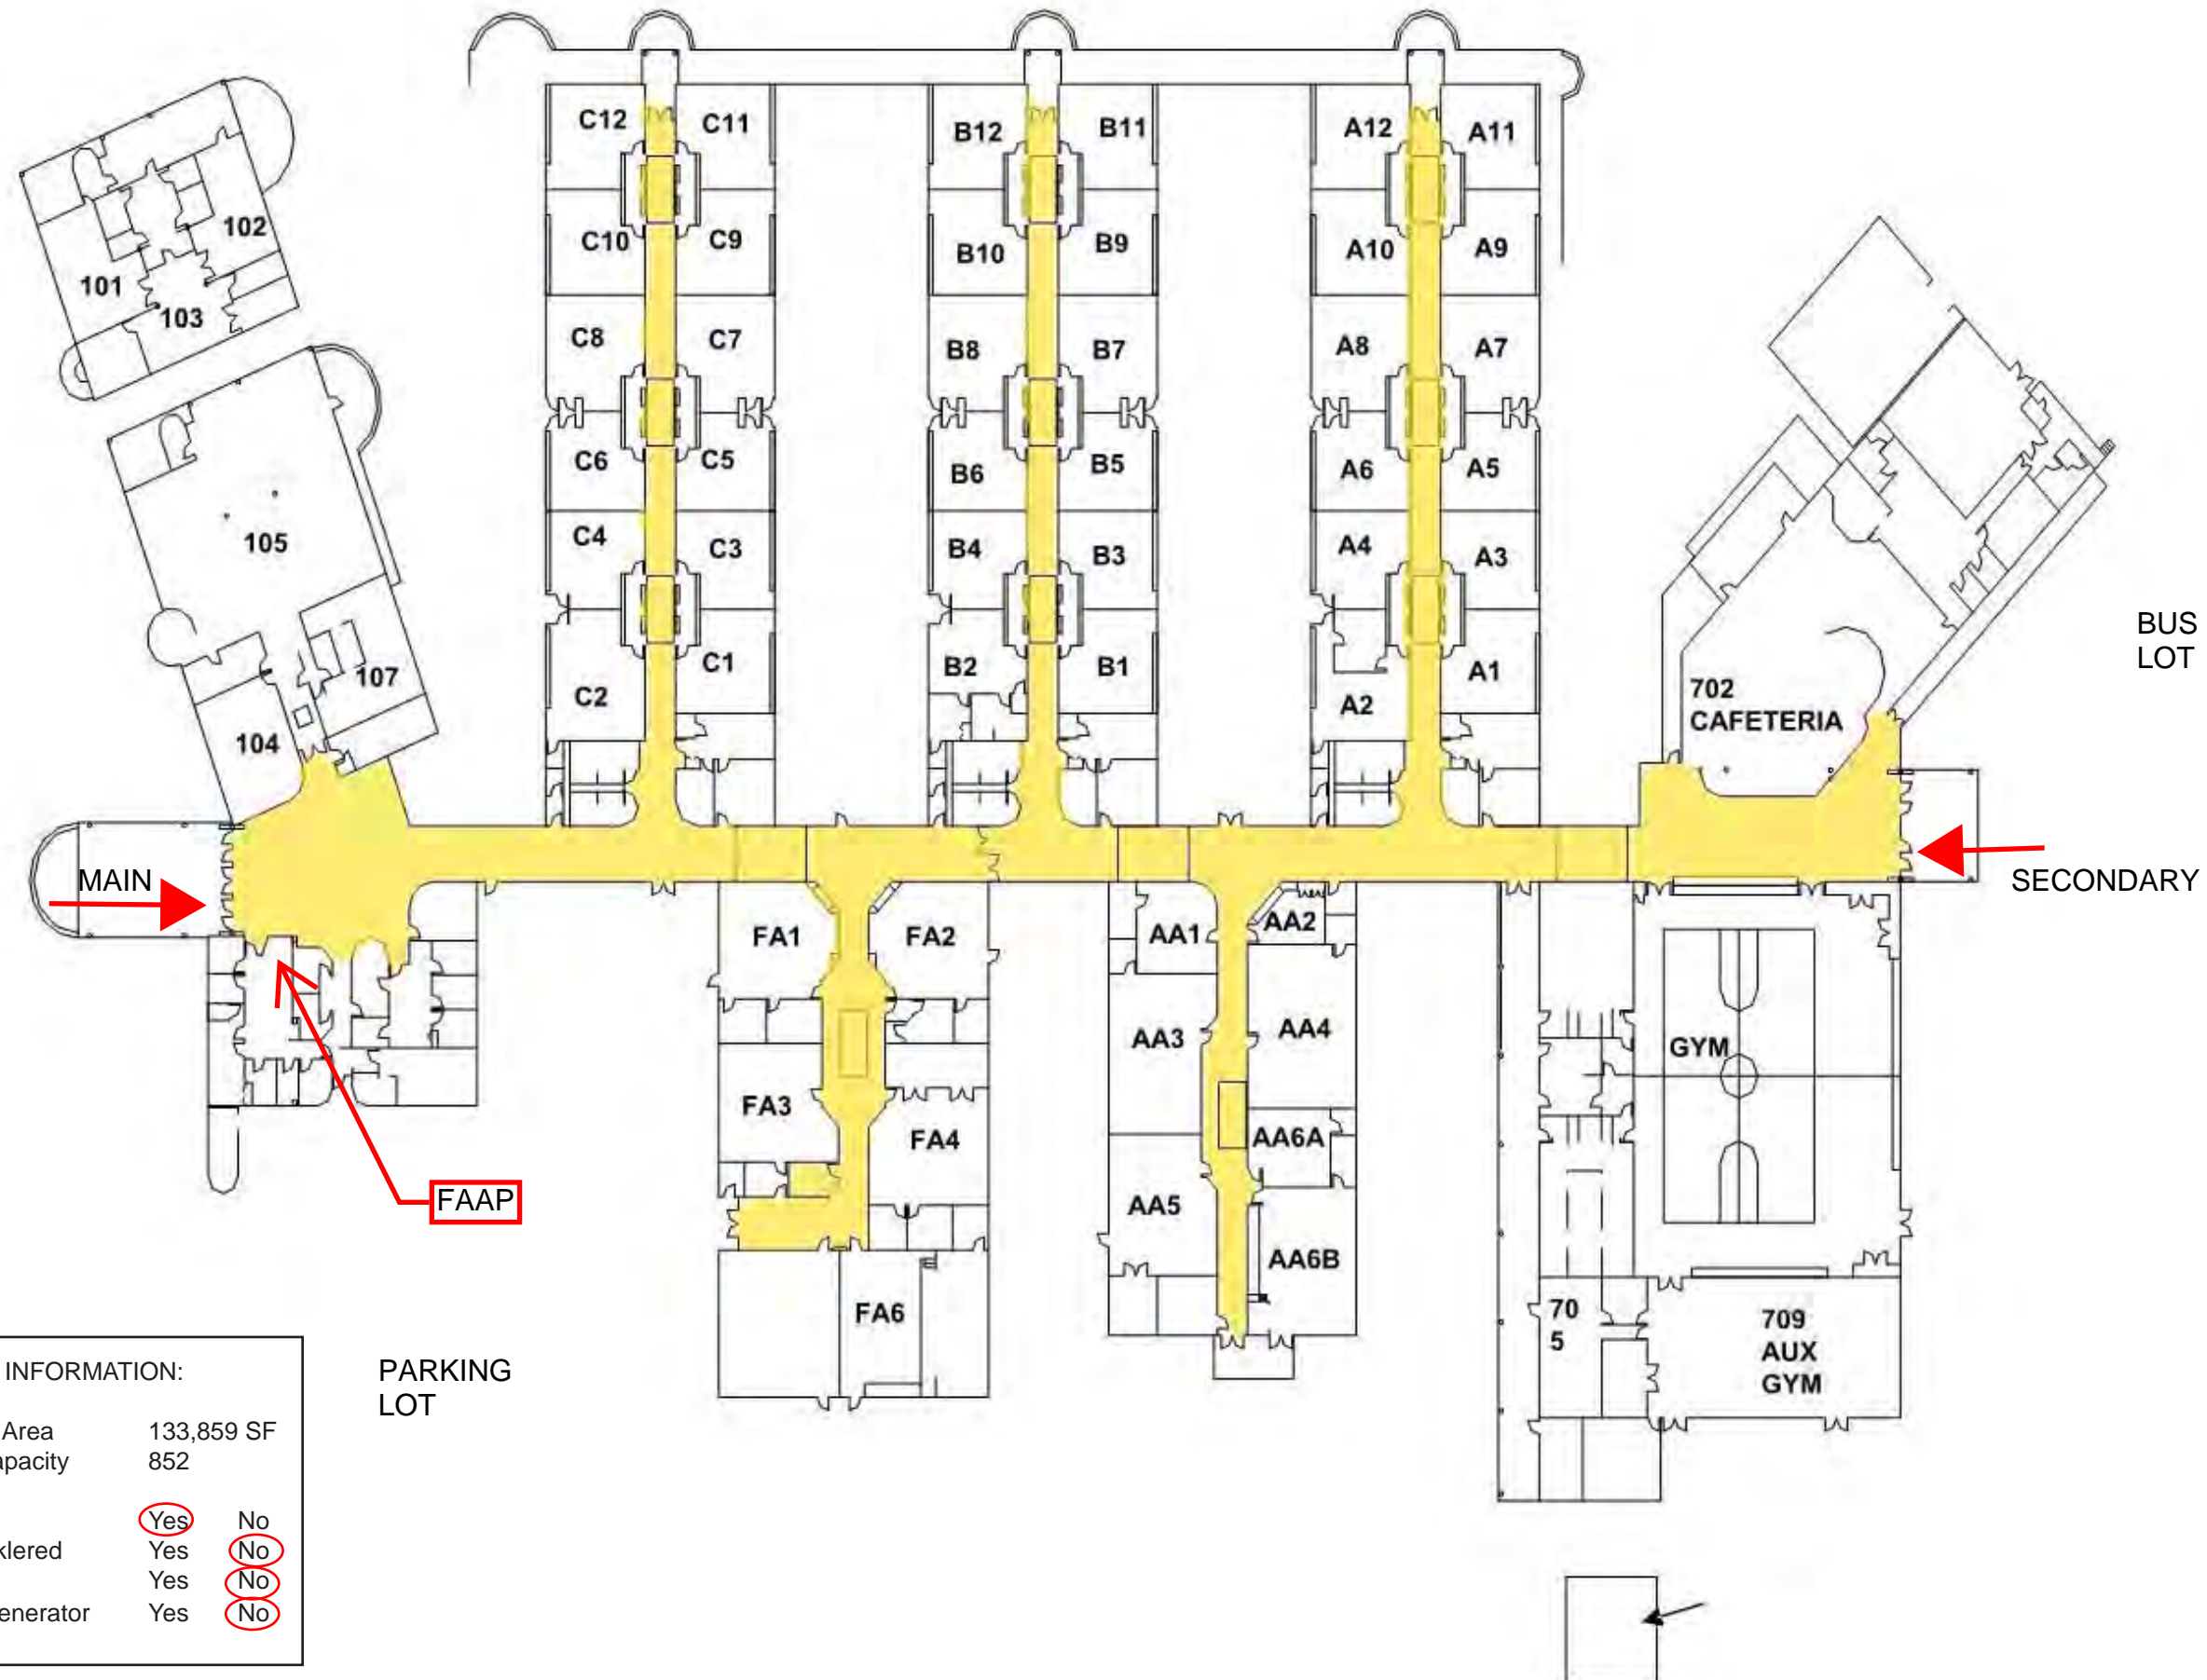 C12
C11
B12
B11
A12
A11
C10
C9
B10
B9
A10
A9
102
101
103
C8
C7
B8
B7
A8
A7
C6
C5
B6
B5
A6
A5
105
C4
C3
B4
B3
A4
A3
BUS
LOT
C2
C1
B2
B1
A2
A1
107
104
702
CAFETERIA
MAIN
SECONDARY
FA1
FA2
AA1
AA2
AA3
AA4
GYM
FA3
FA4
AA6A
FAAP
AA5
AA6B
FA6
70
5
709
AUX
GYM
PARKING
LOT
INFORMATION:
Area 133,859 SF
apacity 852
Yes No
klered Yes No
Yes No
enerator Yes No